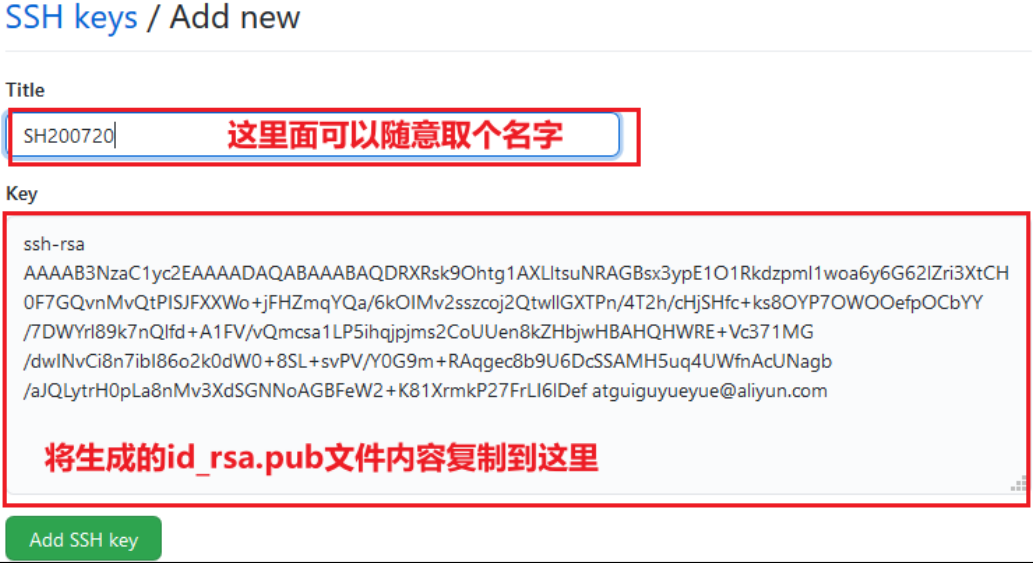 SSH keys / Add new
Title
SH200720 这里面可以随意取个名字
Key
ssh-rsa
AAAAB3NzaC1yc2EAAAADAQABAAABAQDRXRsk9Ohtg1AXLltsuNRAGBsx3ypE1O1Rkdzpml1woa6y6G62lZri3XtCH
0F7GQvnMvQtPISJFXXWo+jFHZmqYQa/6kOIMv2sszcoj2QtwllGXTPn/4T2h/cHjSHfc+ks8OYP7OWOOefpOCbYY
/7DWYrl89k7nQlfd+A1FV/vQmcsa1LP5ihqjpjms2CoUUen8kZHbjwHBAHQHWRE+Vc371MG
/dwINvCi8n7ibI86o2k0dW0+8SL+svPV/Y0G9m+RAqgec8b9U6DcSSAMH5uq4UWfnAcUNagb
/aJQLytrH0pLa8nMv3XdSGNNoAGBFeW2+K81XrmkP27FrLI6lDef atguiguyueyue@aliyun.com
将生成的id_rsa.pub文件内容复制到这里
Add SSH key